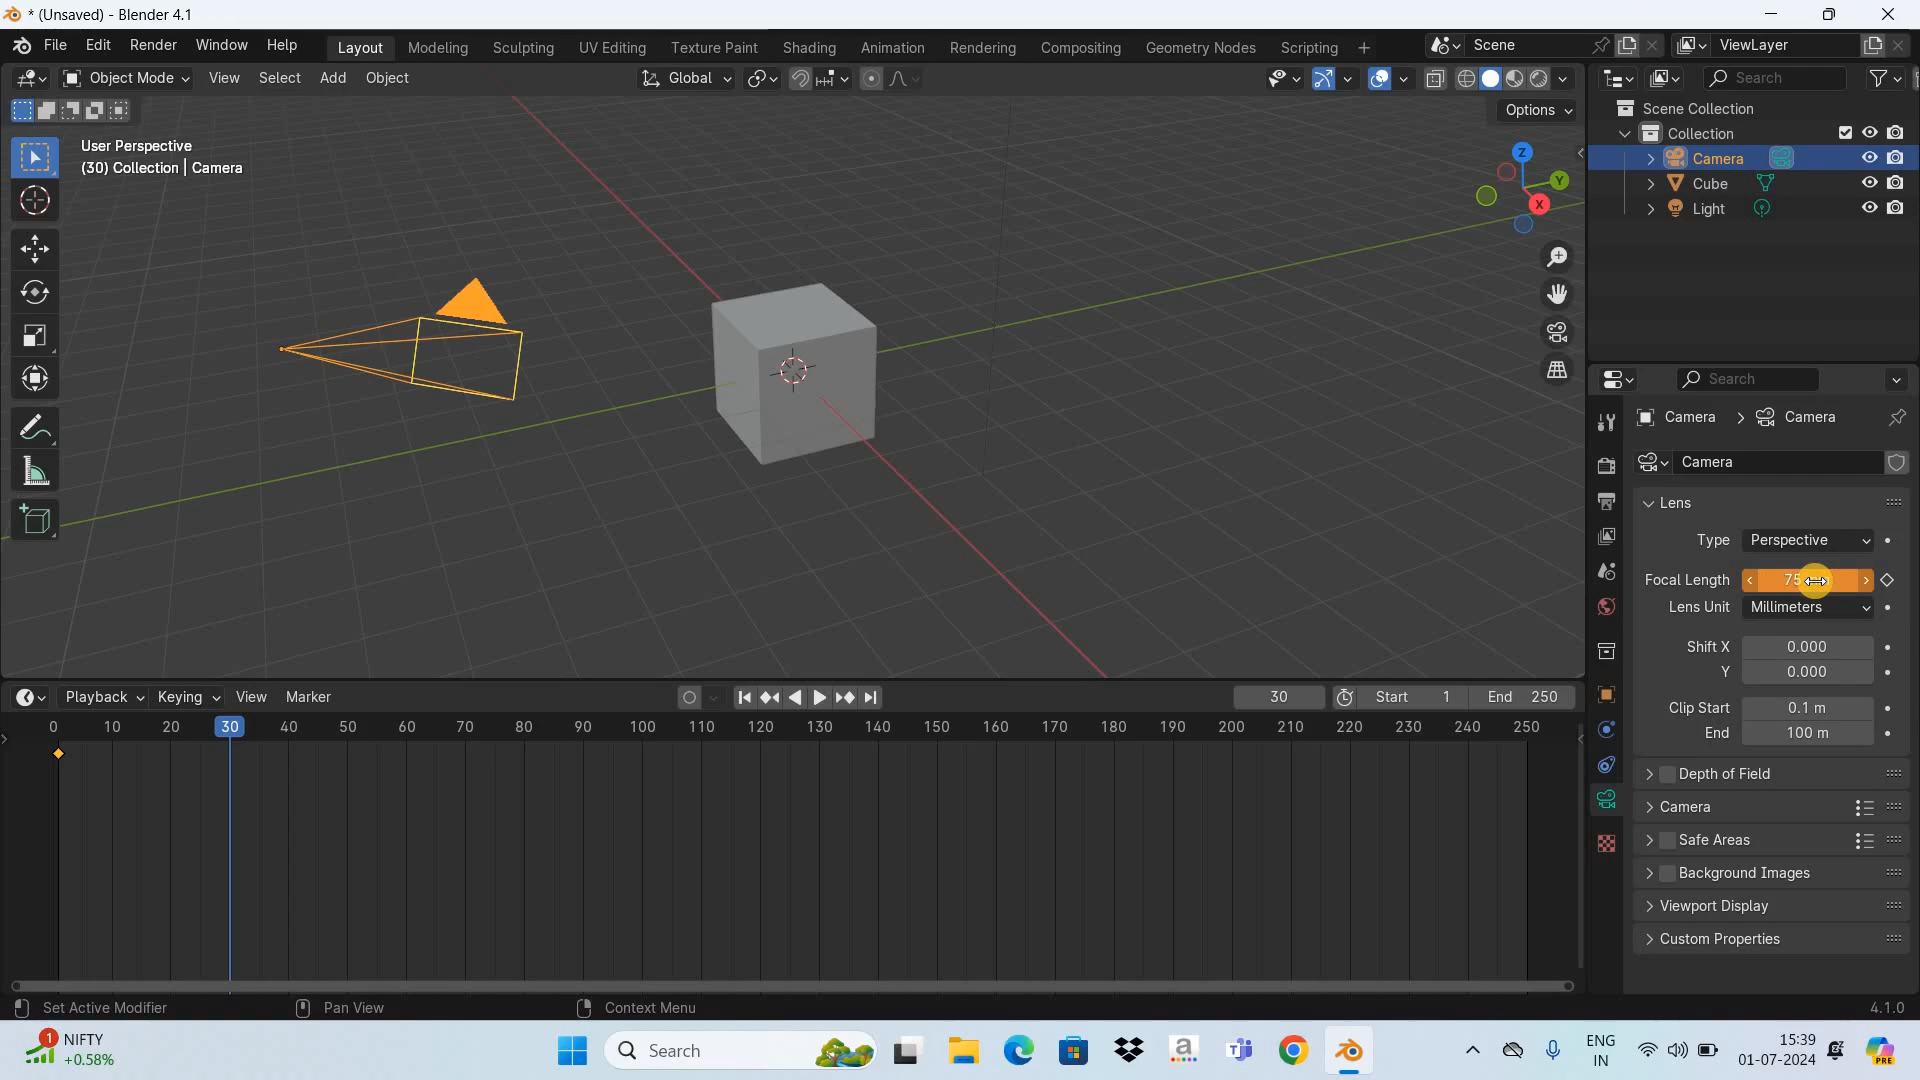 * (Unsaved) - Blender 4.1
File Edit Render Window Help Layout Modeling Sculpting UV Editing Texture Paint Shading Animation Rendering Compositing Geometry Nodes Scripting + Scene ViewLayer
Object Mode View Select Add Object Global Search
Options
User Perspective
(30) Collection | Camera
Z
Y
X
Scene Collection
Collection
Camera
Cube
Light
Search
Camera > Camera
Camera
Lens
Type Perspective
Focal Length
Lens Unit Millimeters
Shift X 0.000
Y 0.000
Clip Start 0.1 m
End 100 m
Depth of Field
Camera
Safe Areas
Background Images
Viewport Display
Custom Properties
Playback Keying View Marker 30 Start 1 End 250
0 10 20 30 40 50 60 70 80 90 100 110 120 130 140 150 160 170 180 190 200 210 220 230 240 250
Set Active Modifier Pan View Context Menu 4.1.0
1 NIFTY
+0.58%
Search
a
T
ENG
IN
15:39
01-07-2024
PRE